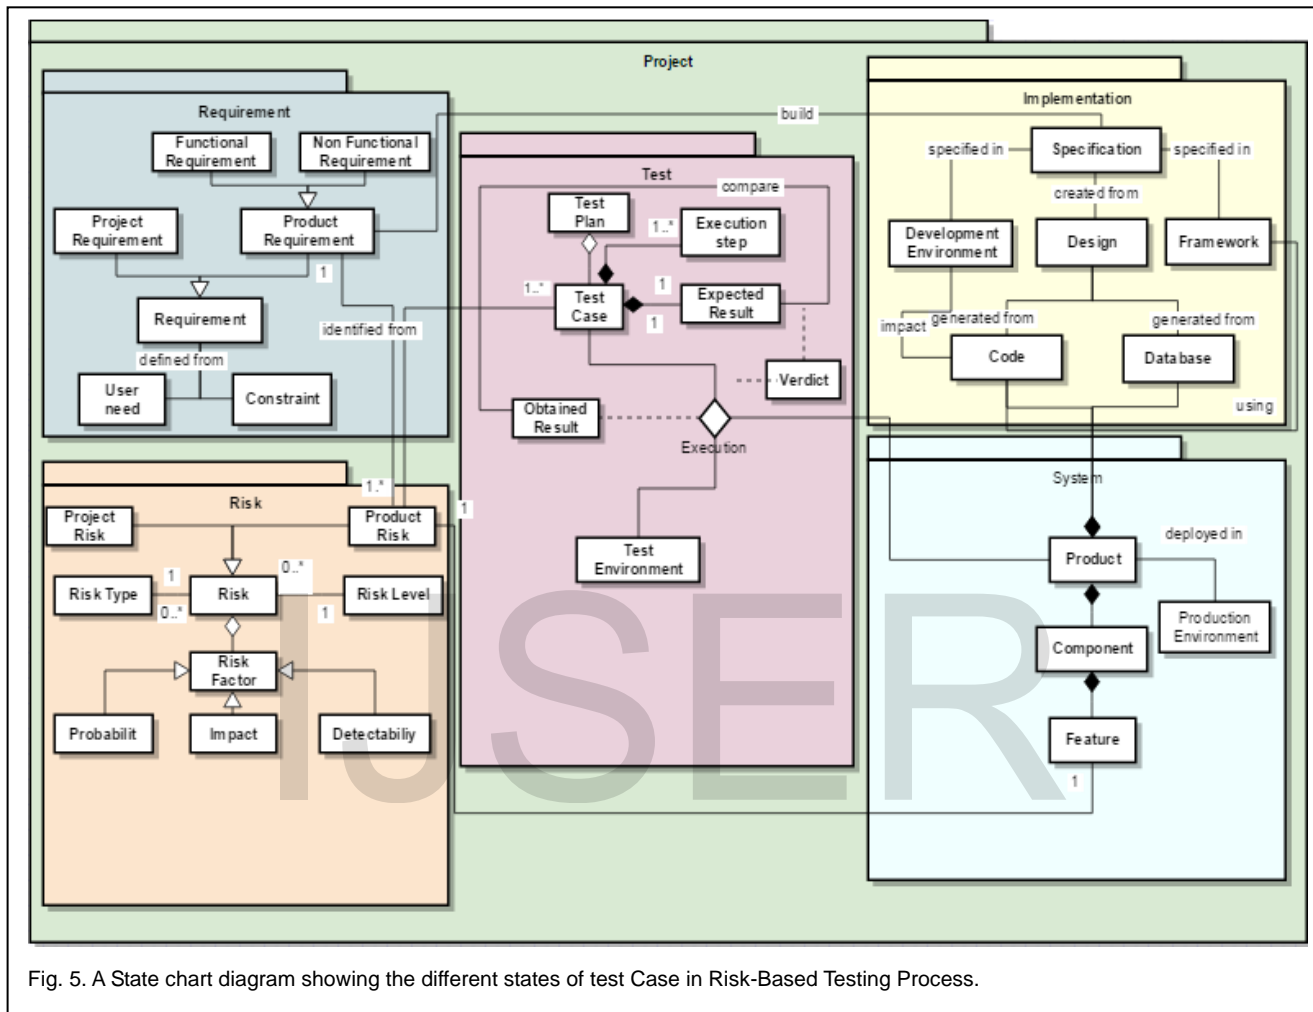 Project
Requirement
Functional
Requirement
Non Functional
Requirement
Project
Requirement
Product
Requirement
1
Requirement
identified from
defined from
User
need
Constraint
build
Test
compare
Test
Plan
1..*
Execution
step
1..*
Test
Case
1
1
Expected
Result
Verdict
Obtained
Result
Execution
Test
Environment
Implementation
specified in
Specification
specified in
created from
Development
Environment
Design
Framework
impact
generated from
generated from
Code
Database
using
Risk
1..*
Project
Risk
Product
Risk
1
Risk Type
1
0..*
Risk
0..*
1
Risk Level
Risk
Factor
Probabilit
Impact
Detectabiliy
System
deployed in
Product
Production
Environment
Component
Feature
1
IJSER
Fig. 5. A State chart diagram showing the different states of test Case in Risk-Based Testing Process.